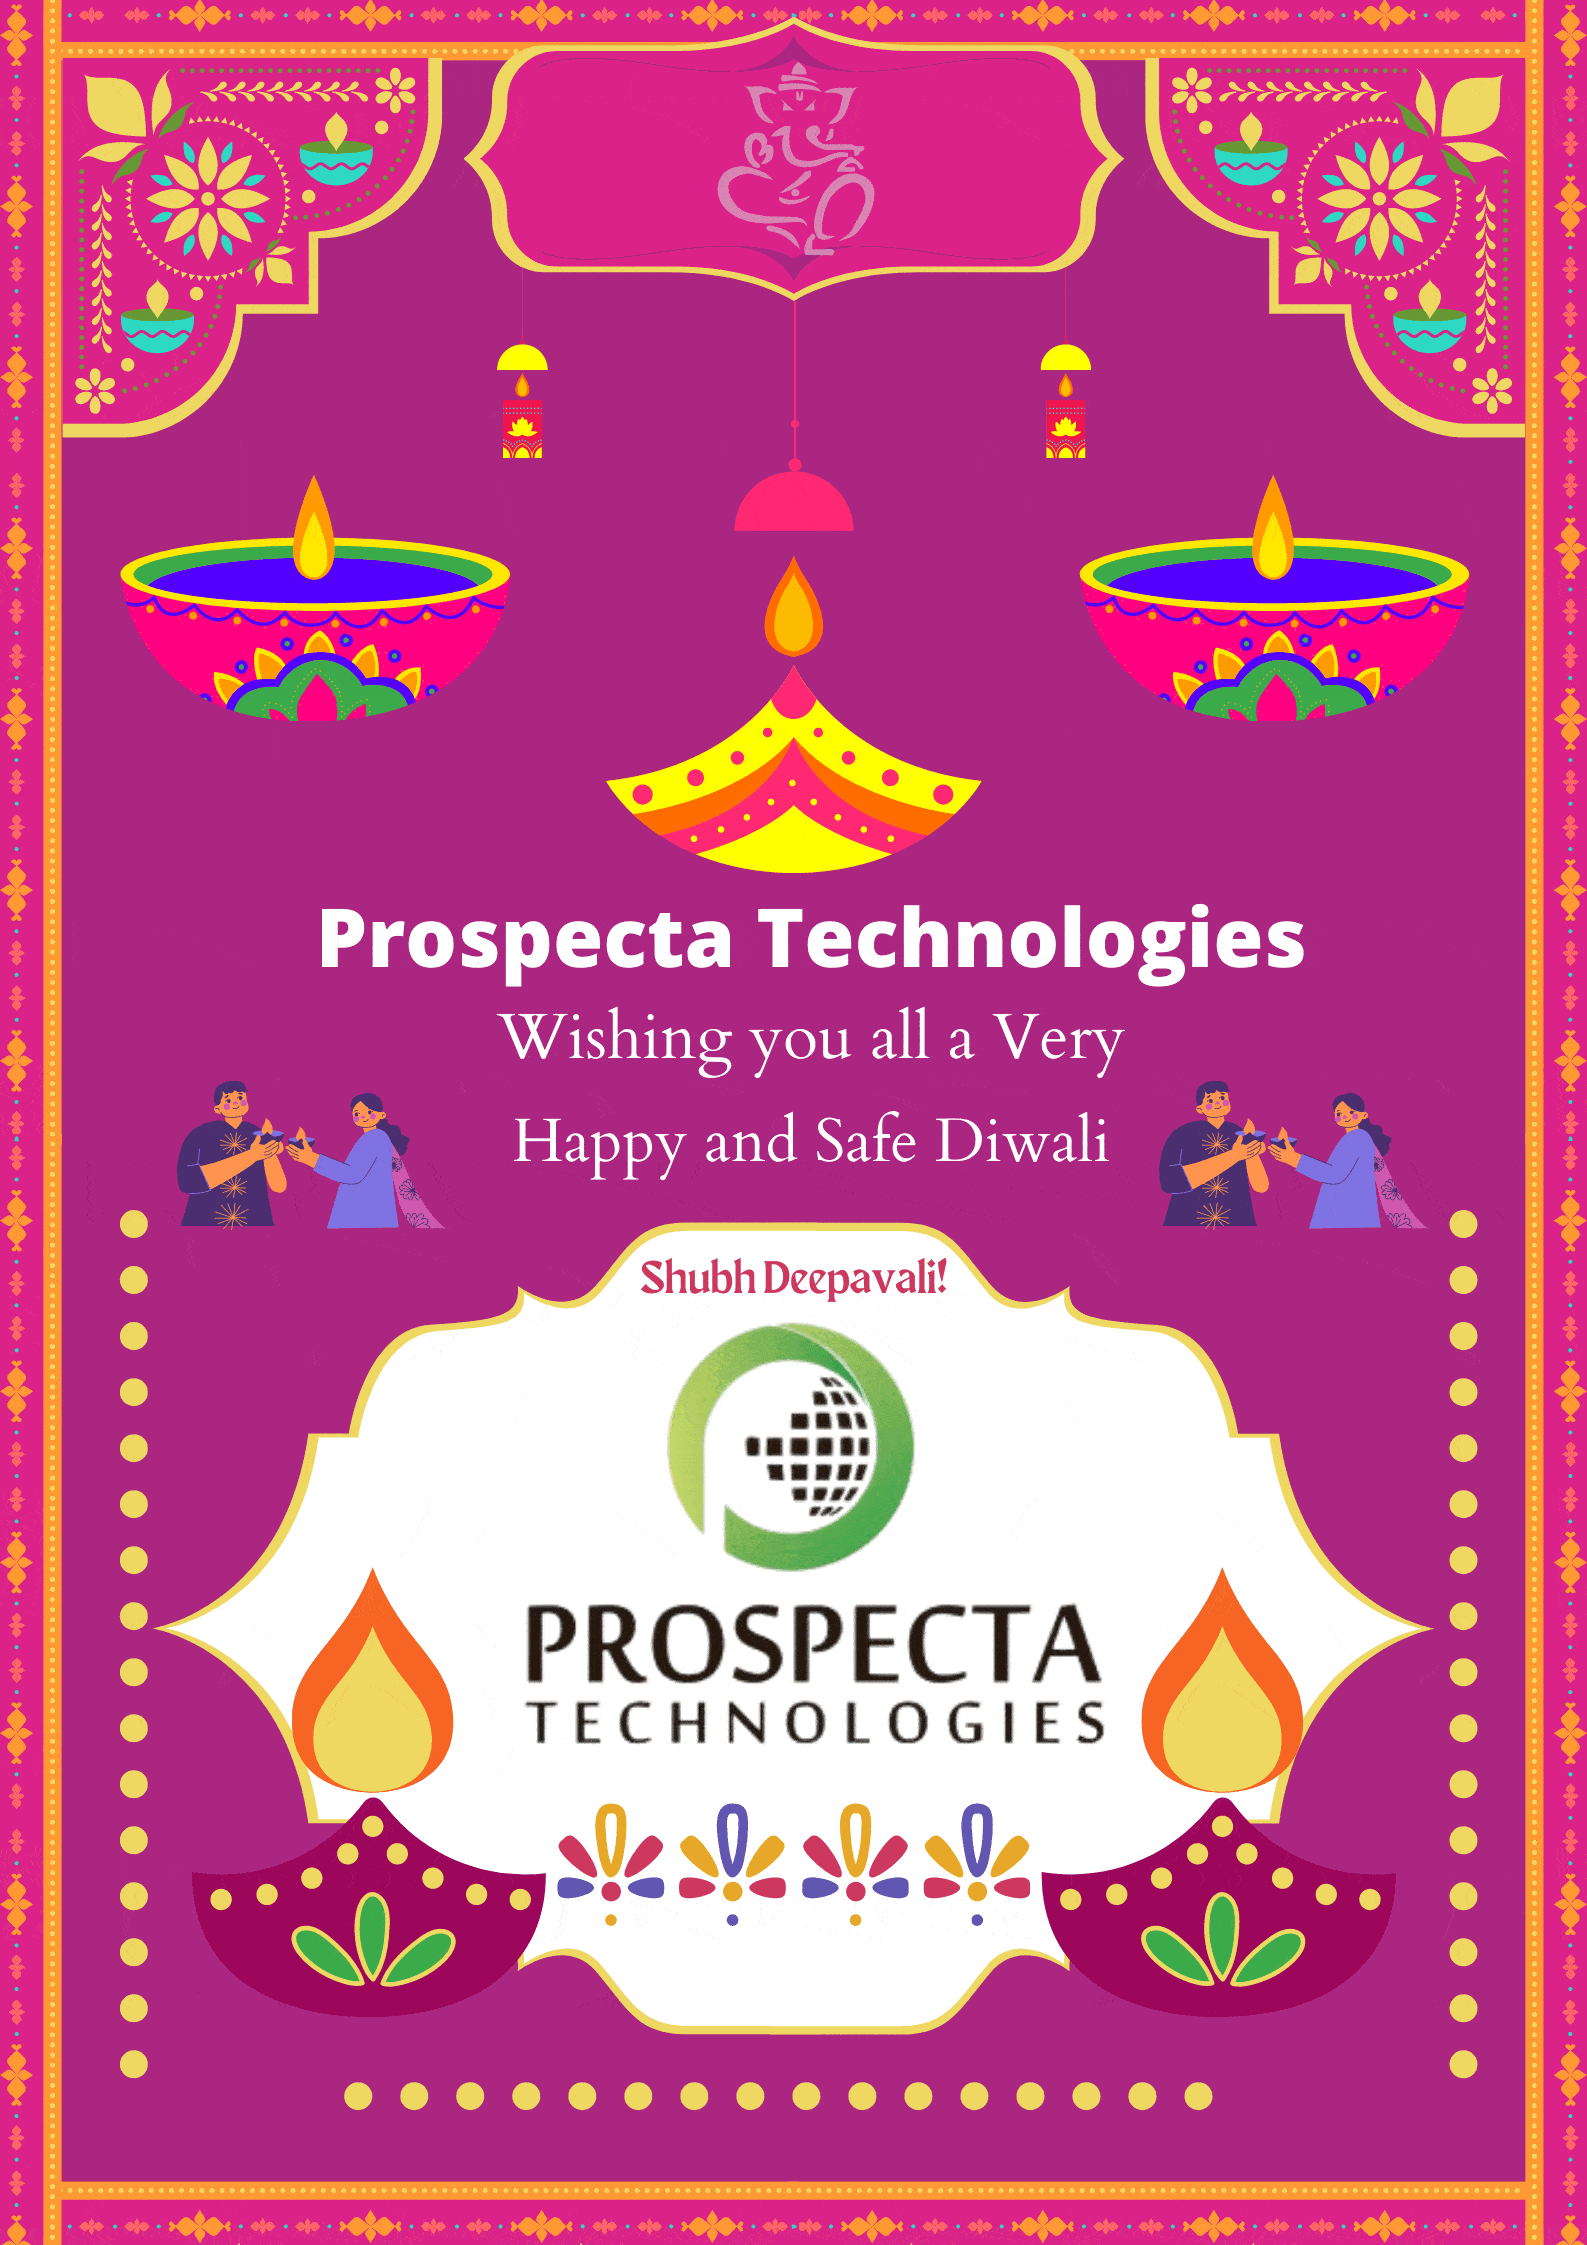 Prospecta Technologies
Wishing you all a Very
Happy and Safe Diwali
Shubh Deepavali!
PROSPECTA
TECHNOLOGIES